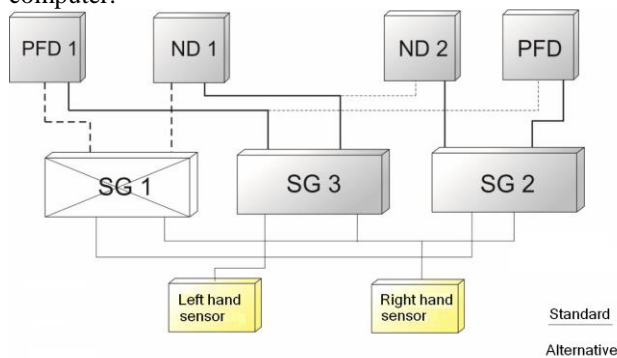 computer.
PFD 1
ND 1
ND 2
PFD
SG 1
SG 3
SG 2
Left hand
sensor
Right hand
sensor
Standard
Alternative